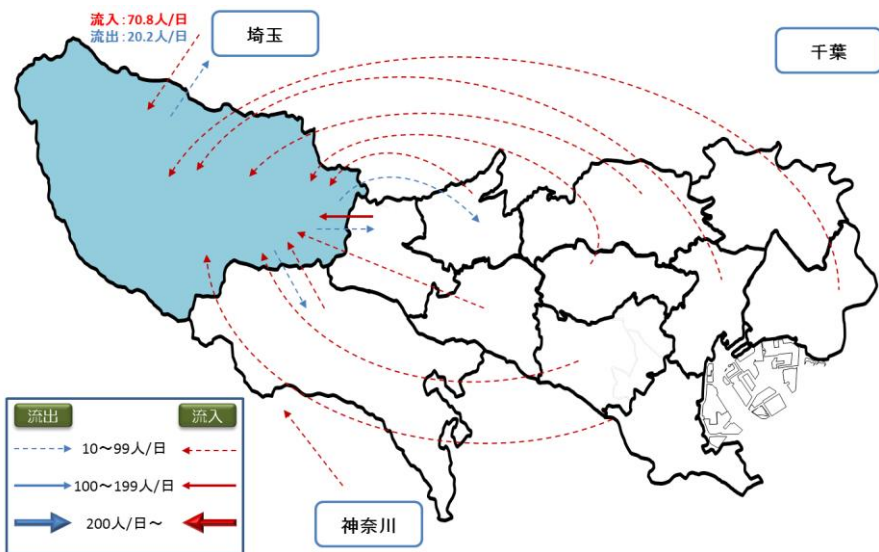 流入:70.8人/日
流出:20.2人/日
埼玉
千葉
流出 流入
10～99人/日
100～199人/日
200人/日～
神奈川